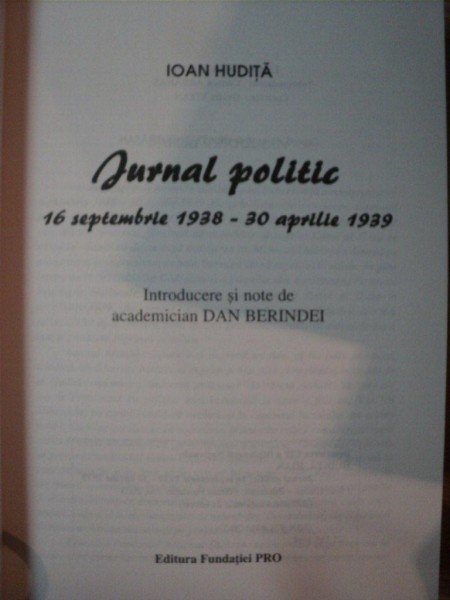 IOAN HUDIȚĂ
Jurnal politic
16 septembrie 1938 - 30 aprilie 1939
Introducere și note de
academician DAN BERINDEI
Editura Fundației PRO